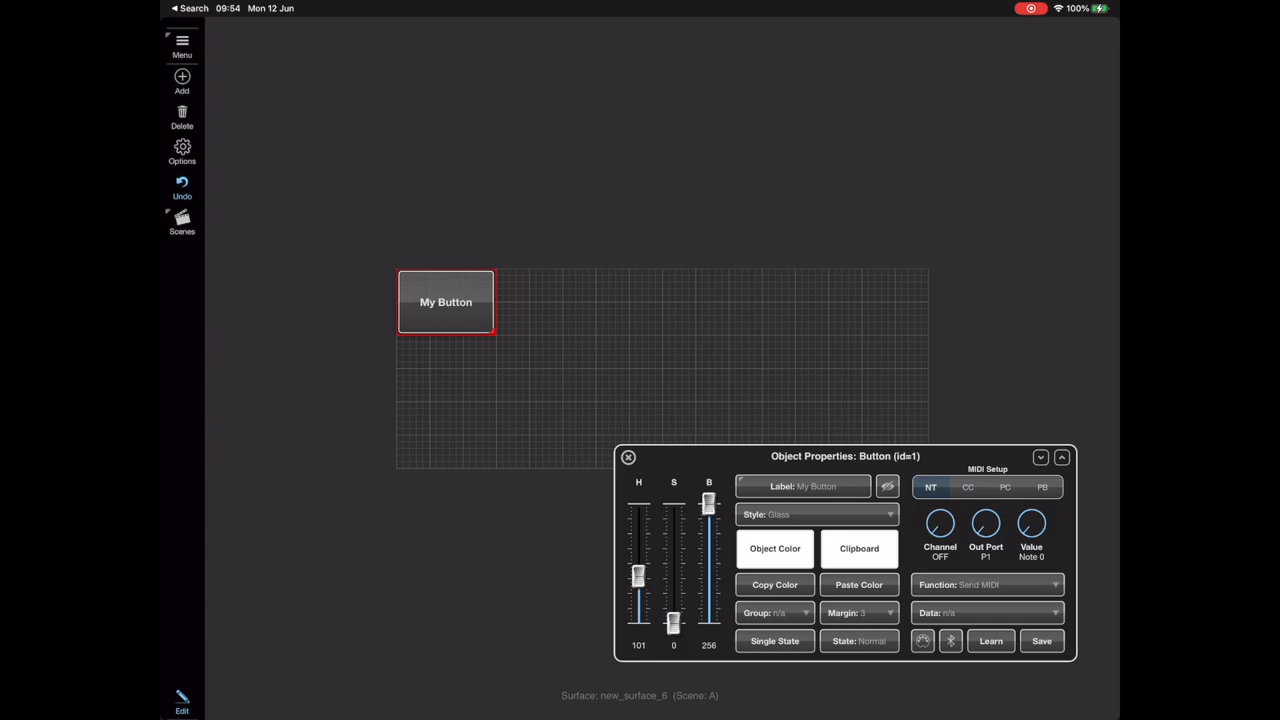 ◀ Search 09:54 Mon 12 Jun 100%
Menu
Add
Delete
Options
Undo
Scenes
My Button
Object Properties: Button (id=1)
MIDI Setup
H S B
Label: My Button
NT CC PC PB
Style: Glass
Object Color Clipboard
Channel Out Port Value
OFF P1 Note 0
Copy Color Paste Color Function: Send MIDI
Group: n/a Margin: 3 Data: n/a
Single State State: Normal Learn Save
101 0 256
Surface: new_surface_6 (Scene: A)
Edit